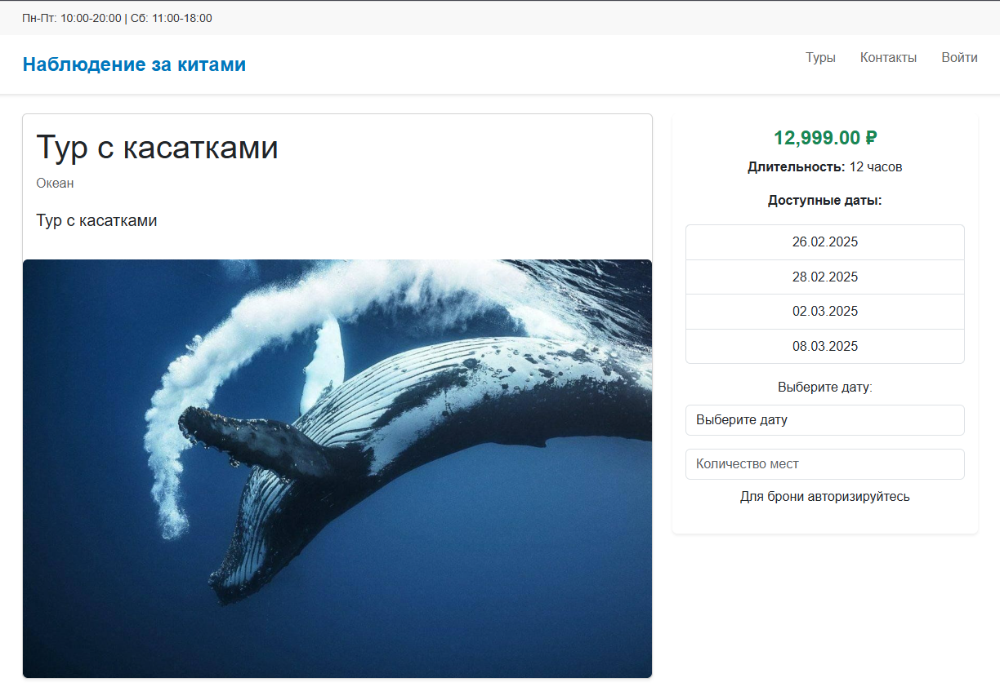 Пн-Пт: 10:00-20:00 | Сб: 11:00-18:00
Наблюдение за китами
Туры Контакты Войти
Тур с касатками
Океан
Тур с касатками
12,999.00 ₽
Длительность: 12 часов
Доступные даты:
26.02.2025
28.02.2025
02.03.2025
08.03.2025
Выберите дату:
Выберите дату
Количество мест
Для брони авторизируйтесь